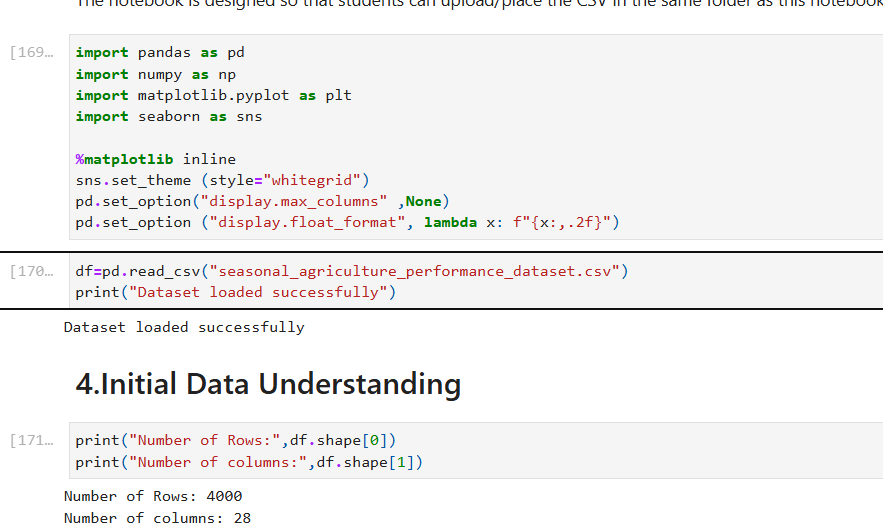 The notebook is designed so that students can upload/place the CSV in the same folder as this notebook
[169…
import pandas as pd
import numpy as np
import matplotlib.pyplot as plt
import seaborn as sns
%matplotlib inline
sns.set_theme (style="whitegrid")
pd.set_option("display.max_columns" ,None)
pd.set_option ("display.float_format", lambda x: f"{x:,.2f}")
[170…
df=pd.read_csv("seasonal_agriculture_performance_dataset.csv")
print("Dataset loaded successfully")
Dataset loaded successfully
4.Initial Data Understanding
[171…
print("Number of Rows:",df.shape[0])
print("Number of columns:",df.shape[1])
Number of Rows: 4000
Number of columns: 28